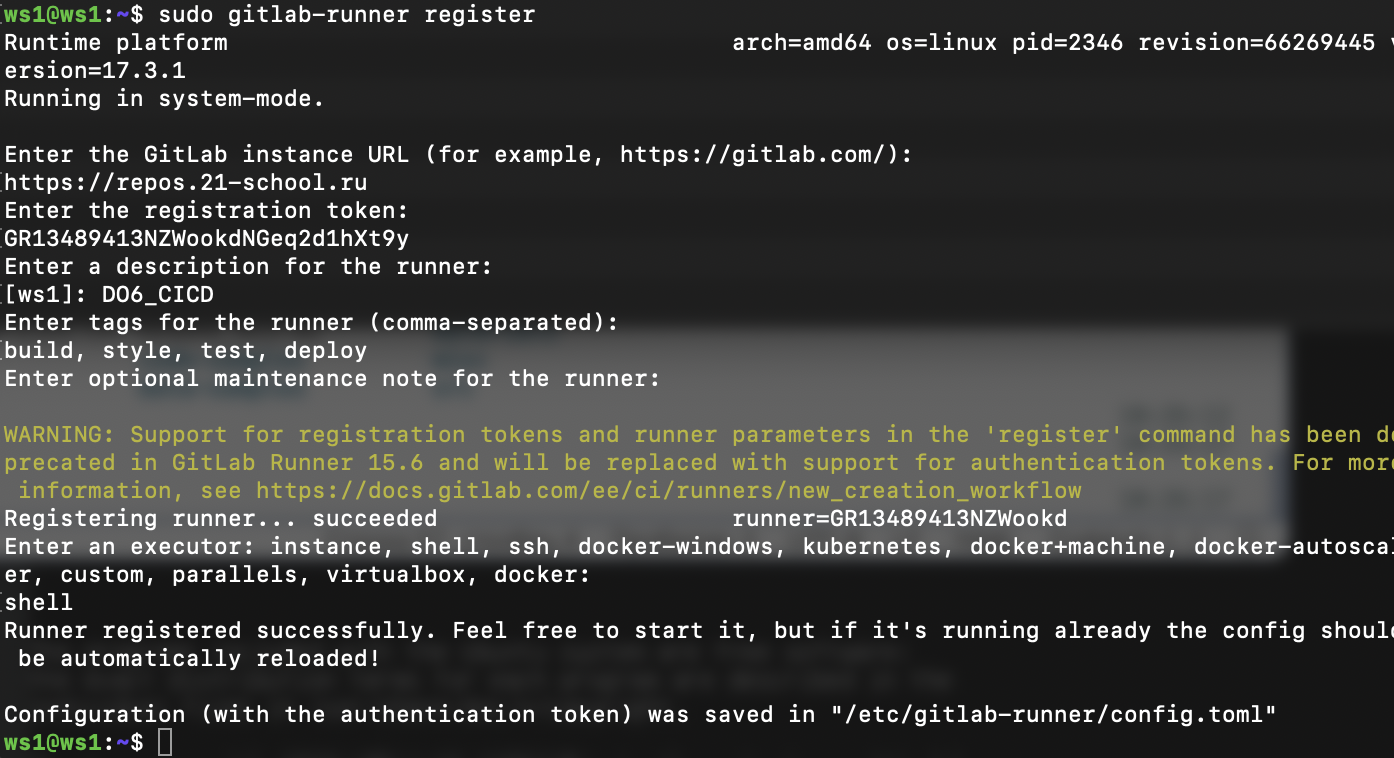 ws1@ws1:~$ sudo gitlab-runner register
Runtime platform                                    arch=amd64 os=linux pid=2346 revision=66269445 v
ersion=17.3.1
Running in system-mode.

Enter the GitLab instance URL (for example, https://gitlab.com/):
https://repos.21-school.ru
Enter the registration token:
GR13489413NZWookdNGeq2d1hXt9y
Enter a description for the runner:
[ws1]: DO6_CICD
Enter tags for the runner (comma-separated):
build, style, test, deploy
Enter optional maintenance note for the runner:

WARNING: Support for registration tokens and runner parameters in the 'register' command has been de
precated in GitLab Runner 15.6 and will be replaced with support for authentication tokens. For more
 information, see https://docs.gitlab.com/ee/ci/runners/new_creation_workflow
Registering runner... succeeded                     runner=GR13489413NZWookd
Enter an executor: instance, shell, ssh, docker-windows, kubernetes, docker+machine, docker-autoscal
er, custom, parallels, virtualbox, docker:
shell
Runner registered successfully. Feel free to start it, but if it's running already the config should
 be automatically reloaded!

Configuration (with the authentication token) was saved in "/etc/gitlab-runner/config.toml"
ws1@ws1:~$